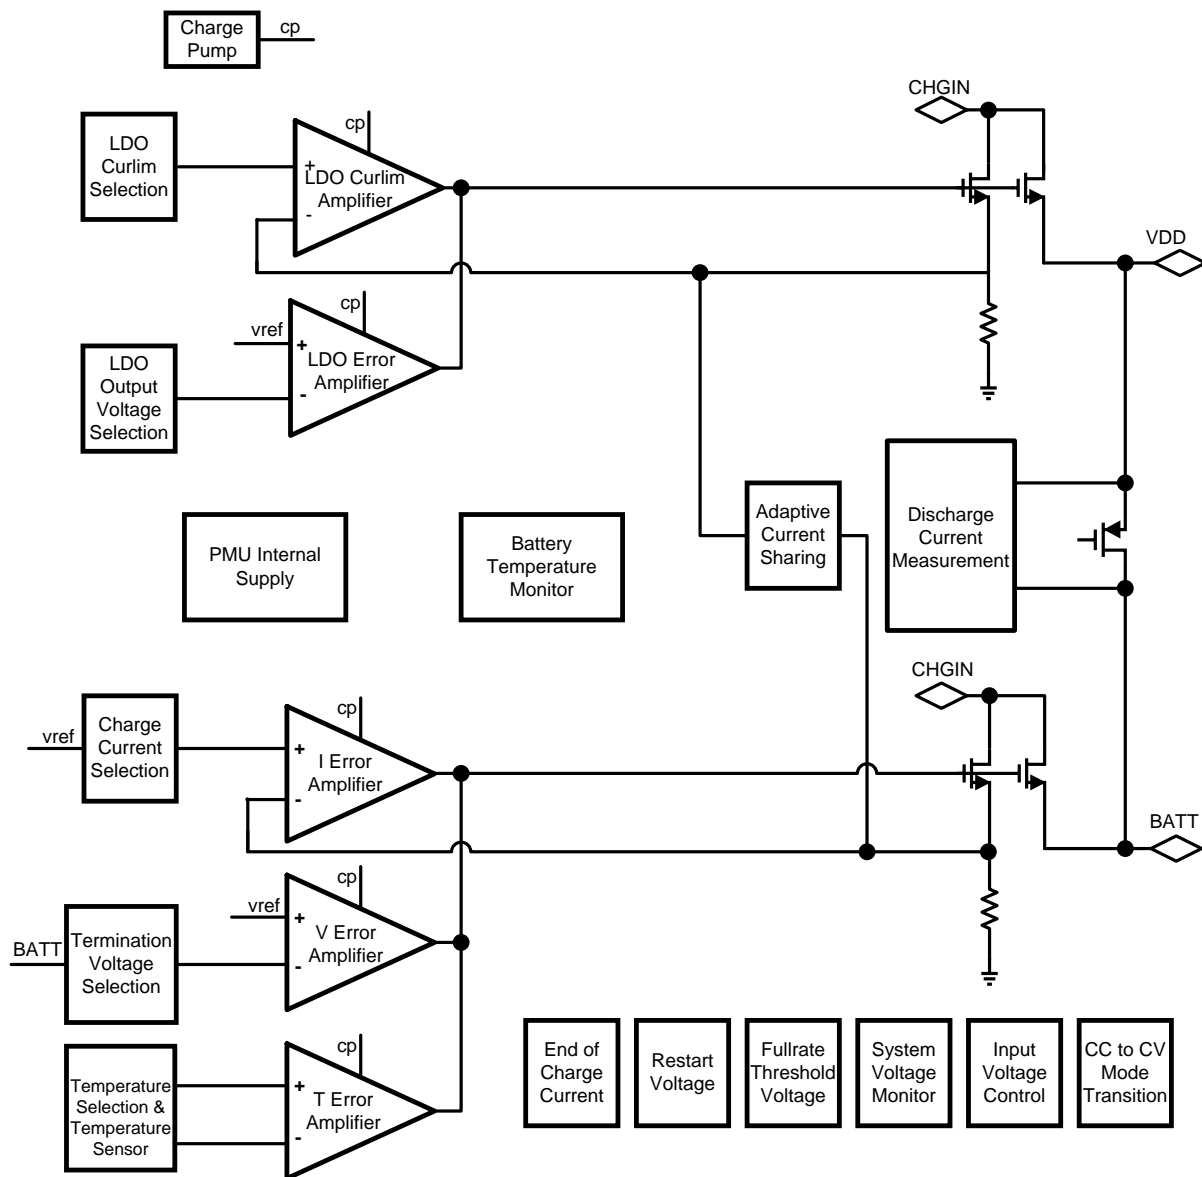 Charge
Pump
cp
CHGIN
LDO
Curlim
Selection
cp
+
LDO Curlim
Amplifier
-
VDD
cp
vref
+
LDO Error
Amplifier
-
LDO
Output
Voltage
Selection
PMU Internal
Supply
Battery
Temperature
Monitor
Adaptive
Current
Sharing
Discharge
Current
Measurement
CHGIN
vref
Charge
Current
Selection
cp
+
I Error
Amplifier
-
BATT
cp
vref
+
V Error
Amplifier
-
BATT
Termination
Voltage
Selection
cp
+
T Error
Amplifier
-
Temperature
Selection &
Temperature
Sensor
End of
Charge
Current
Restart
Voltage
Fullrate
Threshold
Voltage
System
Voltage
Monitor
Input
Voltage
Control
CC to CV
Mode
Transition